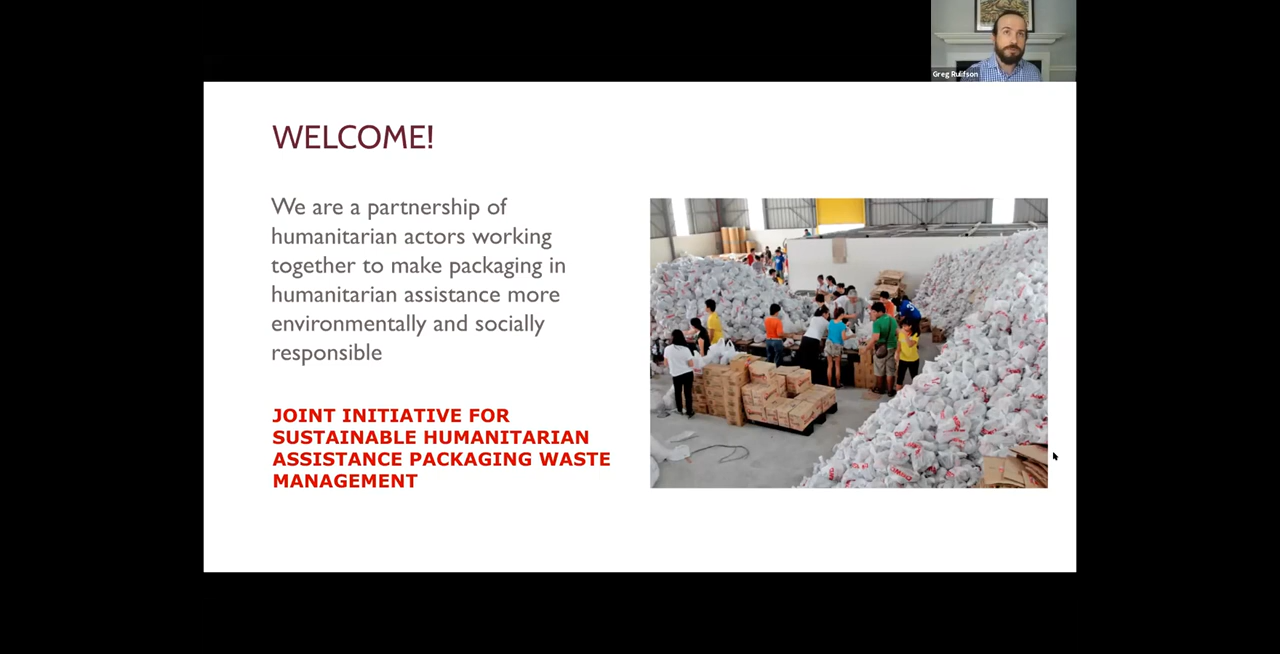 Greg Rulifson
WELCOME!
We are a partnership of
humanitarian actors working
together to make packaging in
humanitarian assistance more
environmentally and socially
responsible
JOINT INITIATIVE FOR
SUSTAINABLE HUMANITARIAN
ASSISTANCE PACKAGING WASTE
MANAGEMENT